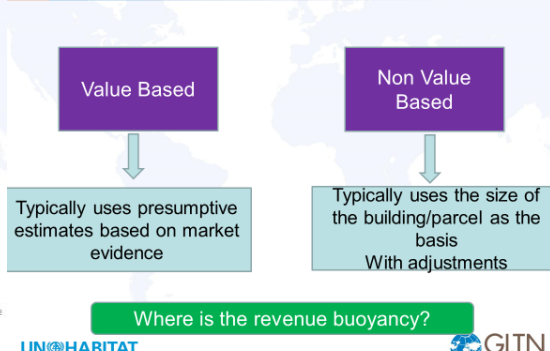 Value Based
Non Value
Based
Typically uses presumptive
estimates based on market
evidence
Typically uses the size of
the building/parcel as the
basis
With adjustments
Where is the revenue buoyancy?
UN HABITAT
GLTN